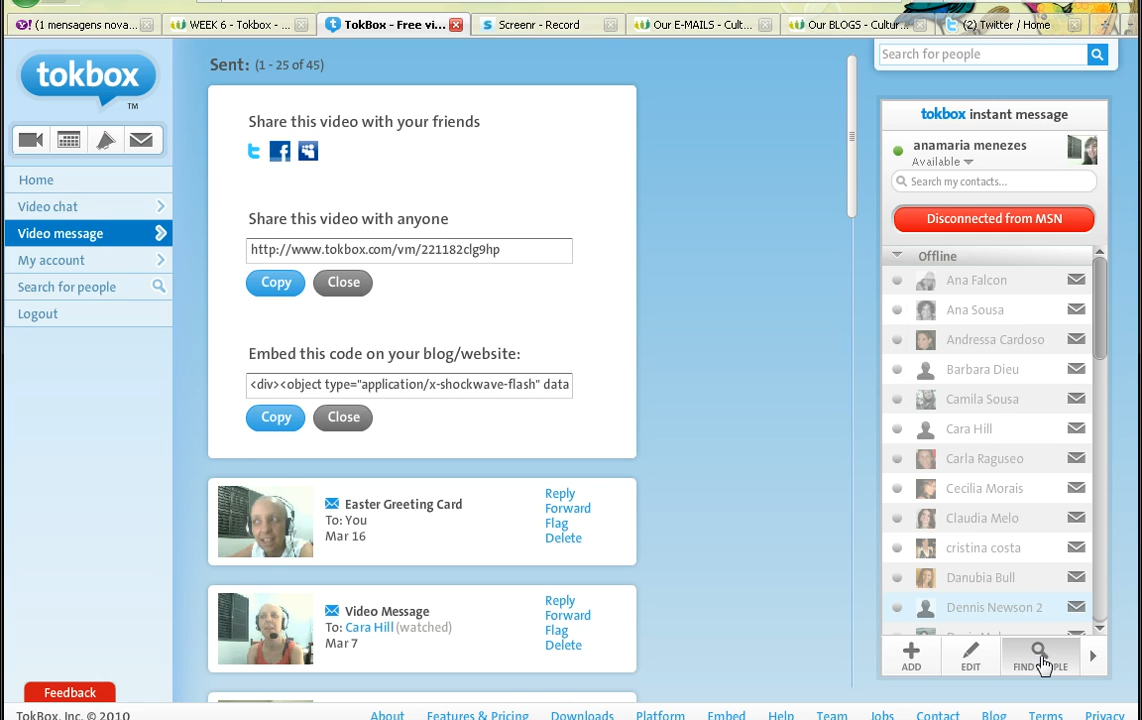 (1 mensagens nova...
WEEK 6 - Tokbox - ...
TokBox - Free vi...
Screenr - Record
Our E-MAILS - Cult...
Our BLOGS - Cultur...
(2) Twitter / Home
tokbox
TM
Home
Video chat
Video message
My account
Search for people
Logout
Feedback
TokBox, Inc. © 2010
Sent: (1 - 25 of 45)
Share this video with your friends
Share this video with anyone
http://www.tokbox.com/vm/221182clg9hp
Copy
Close
Embed this code on your blog/website:
<div><object type="application/x-shockwave-flash" data
Copy
Close
Easter Greeting Card
To: You
Mar 16
Reply
Forward
Flag
Delete
Video Message
To: Cara Hill (watched)
Mar 7
Reply
Forward
Flag
Delete
Search for people
tokbox instant message
anamaria menezes
Available
Search my contacts...
Disconnected from MSN
Offline
Ana Falcon
Ana Sousa
Andressa Cardoso
Barbara Dieu
Camila Sousa
Cara Hill
Carla Raguseo
Cecilia Morais
Claudia Melo
cristina costa
Danubia Bull
Dennis Newson 2
ADD
EDIT
FIND
About
Features & Pricing
Downloads
Platform
Embed
Help
Team
Jobs
Contact
Blog
Terms
Privacy